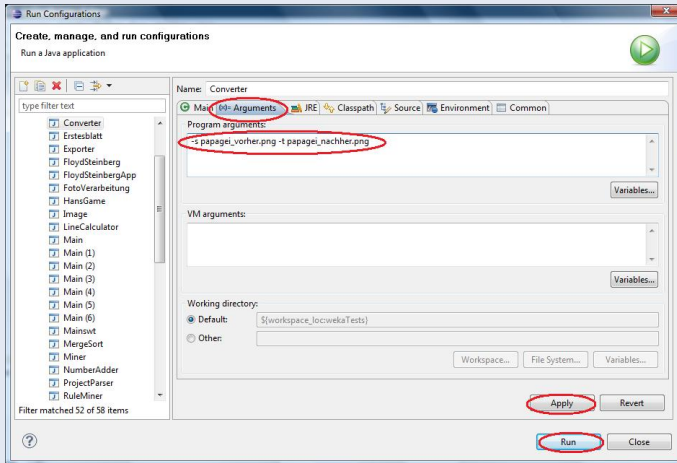 Run Configurations
Create, manage, and run configurations
Run a Java application
type filter text
Converter
Erstesblatt
Exporter
FloydSteinberg
FloydSteinbergApp
FotoVerarbeitung
HansGame
Image
LineCalculator
Main
Main (1)
Main (2)
Main (3)
Main (4)
Main (5)
Main (6)
Mainswt
MergeSort
Miner
NumberAdder
ProjectParser
RuleMiner
Filter matched 52 of 58 items
Name: Converter
Main (x)= Arguments JRE Classpath Source Environment Common
Program arguments:
-s papagei_vorher.png -t papagei_nachher.png
Variables...
VM arguments:
Variables...
Working directory:
Default: ${workspace_loc:wekaTests}
Other:
Workspace... File System... Variables...
Apply Revert
Run Close